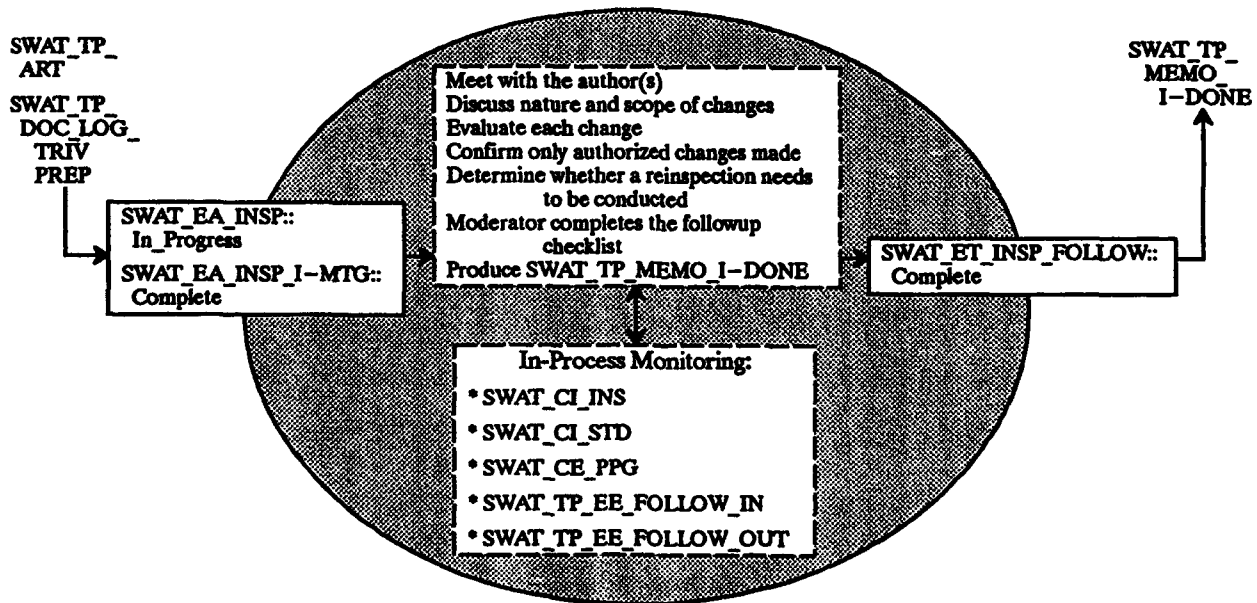 SWAT_TP_
ART
SWAT_TP_
DOC_LOG_
TRIV
PREP
SWAT_EA_INSP::
In_Progress
SWAT_EA_INSP_I-MTG::
Complete
Meet with the author(s)
Discuss nature and scope of changes
Evaluate each change
Confirm only authorized changes made
Determine whether a reinspection needs
to be conducted
Moderator completes the followup
checklist
Produce SWAT_TP_MEMO_I-DONE
In-Process Monitoring:
* SWAT_CI_INS
* SWAT_CI_STD
* SWAT_CE_PPG
* SWAT_TP_EE_FOLLOW_IN
* SWAT_TP_EE_FOLLOW_OUT
SWAT_ET_INSP_FOLLOW::
Complete
SWAT_TP_
MEMO_
I-DONE